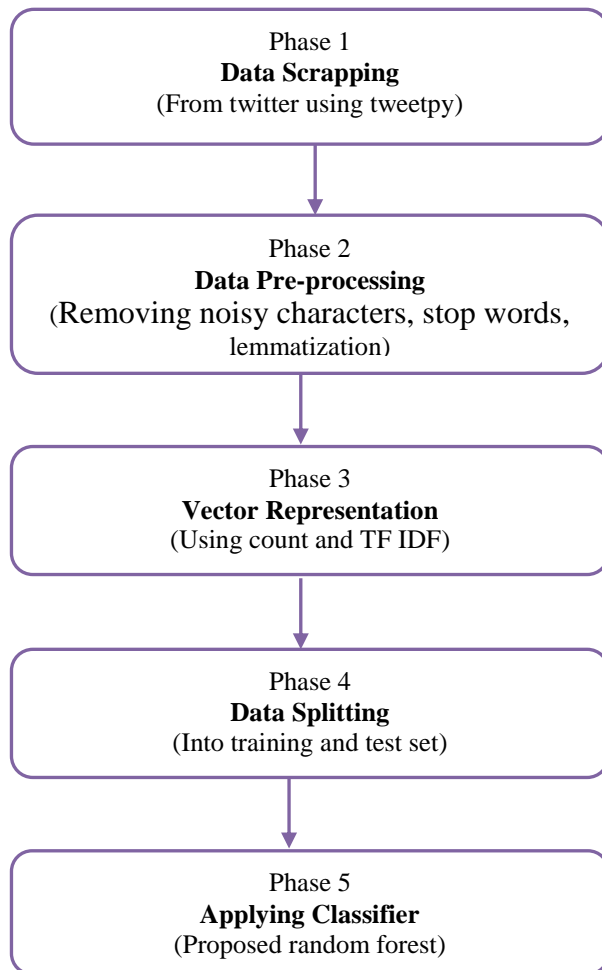 Phase 1
Data Scrapping
(From twitter using tweetpy)
Phase 2
Data Pre-processing
(Removing noisy characters, stop words,
lemmatization)
Phase 3
Vector Representation
(Using count and TF IDF)
Phase 4
Data Splitting
(Into training and test set)
Phase 5
Applying Classifier
(Proposed random forest)